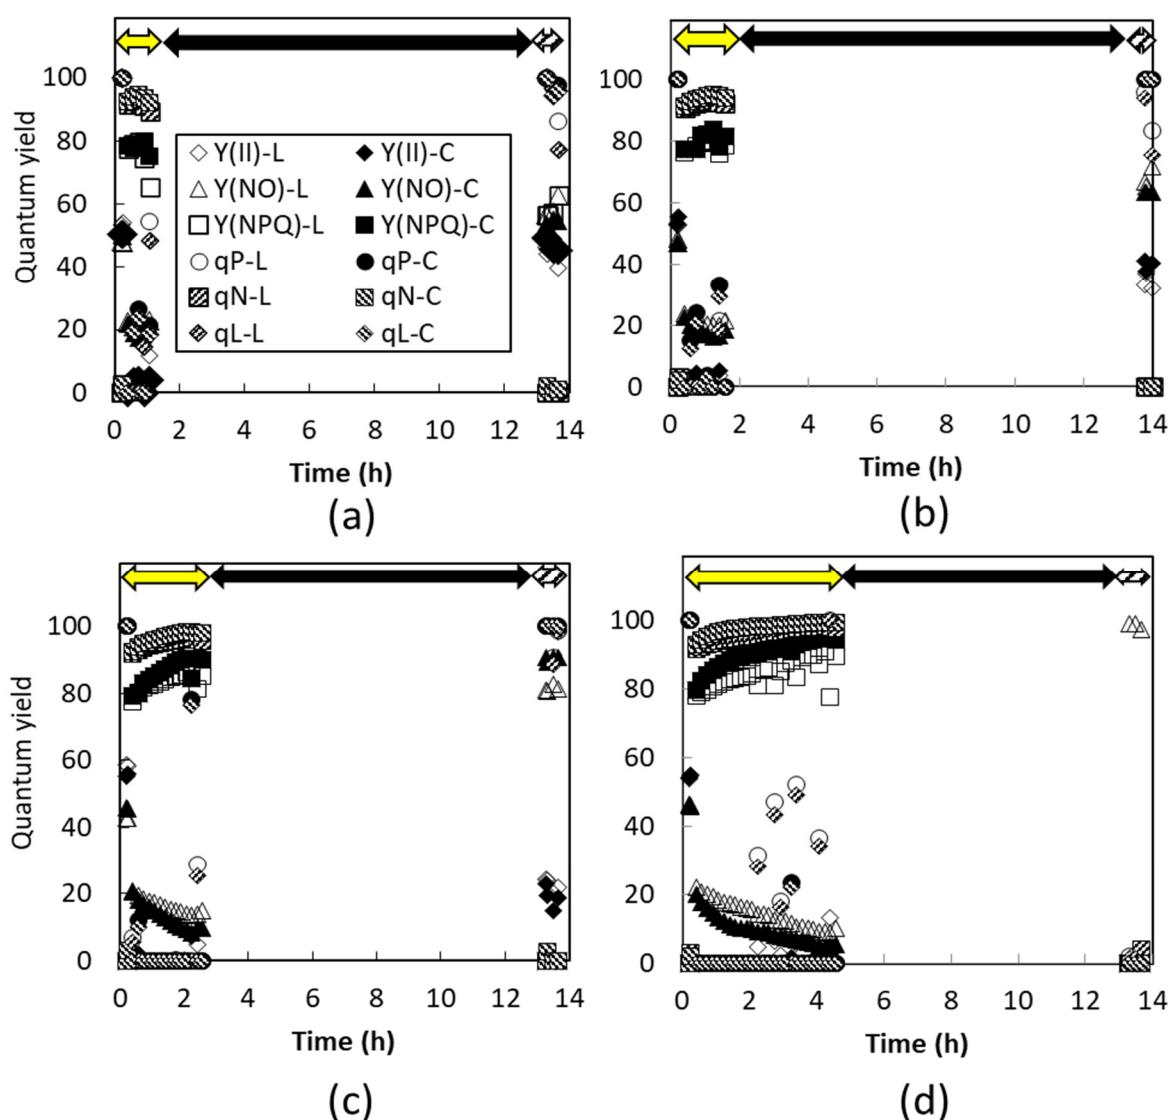 100
80
60
40
20
0
Quantum yield
Y(II)-L Y(II)-C
Y(NO)-L Y(NO)-C
Y(NPQ)-L Y(NPQ)-C
qP-L qP-C
qN-L qN-C
qL-L qL-C
0 2 4 6 8 10 12 14
Time (h)
(a)
100
80
60
40
20
0
0 2 4 6 8 10 12 14
Time (h)
(b)
100
80
60
40
20
0
Quantum yield
0 2 4 6 8 10 12 14
Time (h)
(c)
100
80
60
40
20
0
0 2 4 6 8 10 12 14
Time (h)
(d)